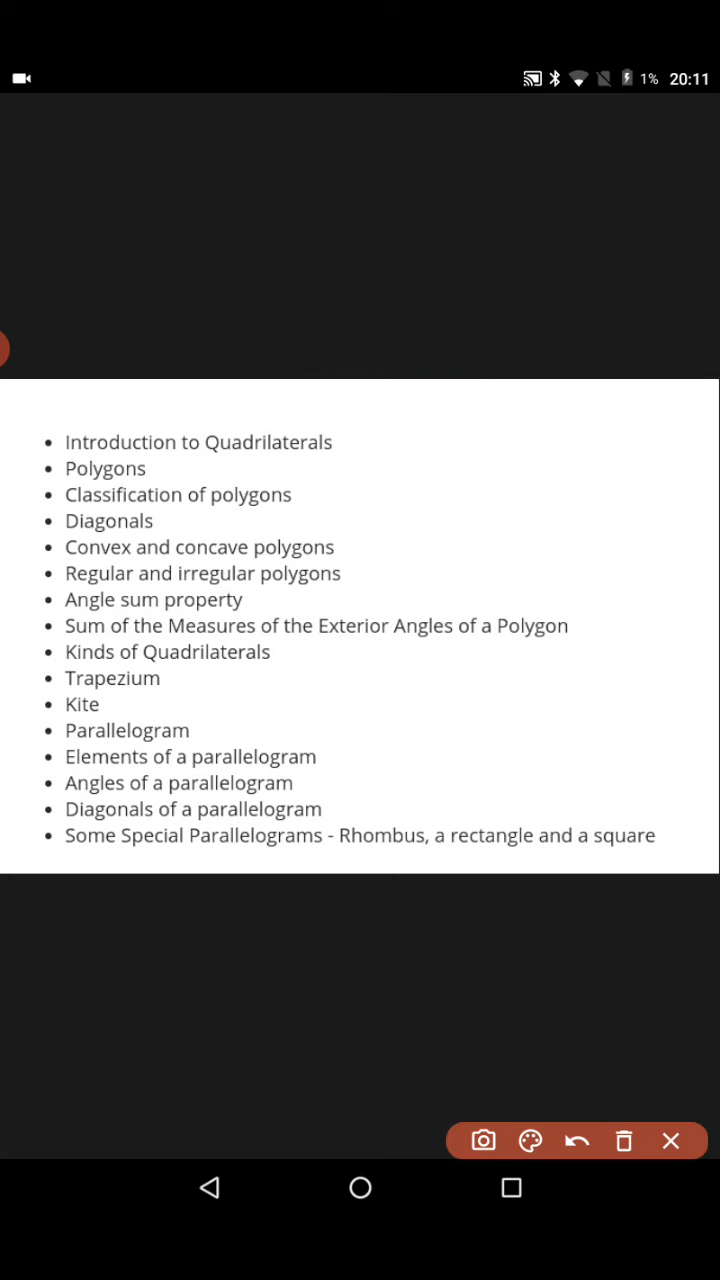 1% 20:11
• Introduction to Quadrilaterals
• Polygons
• Classification of polygons
• Diagonals
• Convex and concave polygons
• Regular and irregular polygons
• Angle sum property
• Sum of the Measures of the Exterior Angles of a Polygon
• Kinds of Quadrilaterals
• Trapezium
• Kite
• Parallelogram
• Elements of a parallelogram
• Angles of a parallelogram
• Diagonals of a parallelogram
• Some Special Parallelograms - Rhombus, a rectangle and a square